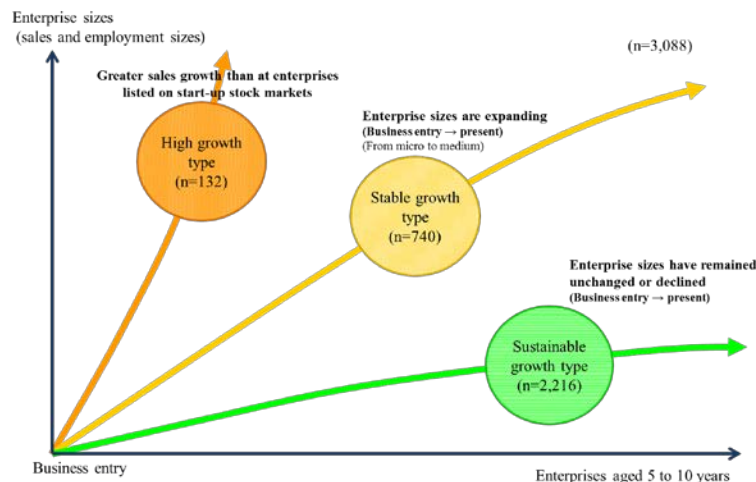 Enterprise sizes
(sales and employment sizes)
(n=3,088)
Greater sales growth than at enterprises
listed on start-up stock markets
High growth
type
(n=132)
Enterprise sizes are expanding
(Business entry → present)
(From micro to medium)
Stable growth
type
(n=740)
Enterprise sizes have remained
unchanged or declined
(Business entry → present)
Sustainable
growth type
(n=2,216)
Business entry
Enterprises aged 5 to 10 years